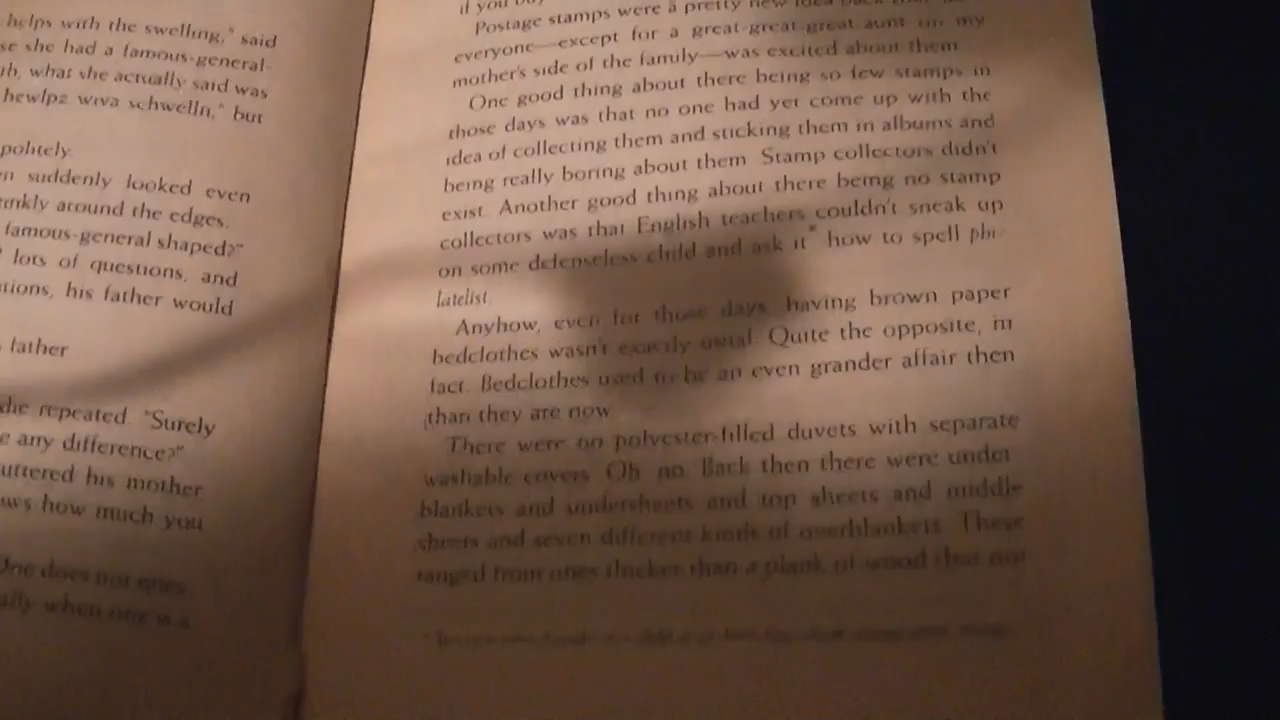 helps with the swelling," said
se she had a famous-general-
gh, what she actually said was
hewlpz wiva schwelln," but
politely.
en suddenly looked even
around the edges.
famous-general shaped?"
lots of questions, and
tions, his father would
father
she repeated. "Surely
e any difference?"
uttered his mother
ws how much you
One does not ques-
ally when one is a
if you
Postage stamps were a pretty new idea back
everyone—except for a great-great-great aunt on my
mother's side of the family—was excited about them.
One good thing about there being so few stamps in
those days was that no one had yet come up with the
idea of collecting them and sticking them in albums and
being really boring about them. Stamp collectors didn't
exist. Another good thing about there being no stamp
collectors was that English teachers couldn't sneak up
on some defenseless child and ask it* how to spell phi-
latelist.
Anyhow, even for those days, having brown paper
bedclothes wasn't exactly usual. Quite the opposite, in
fact. Bedclothes used to be an even grander affair then
than they are now.
There were no polyester-filled duvets with separate
washable covers. Oh no. Back then there were under-
blankets and undersheets and top sheets and middle
sheets and seven different kinds of overblankets. These
ranged from ones thicker than a plank of wood that not